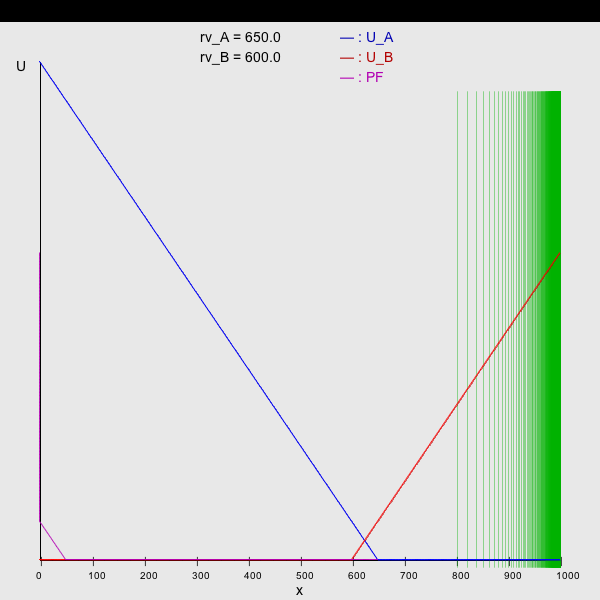 rv_A = 650.0 — : U_A
rv_B = 600.0 — : U_B
U
— : PF
0 100 200 300 400 500 600 700 800 900 1000
x